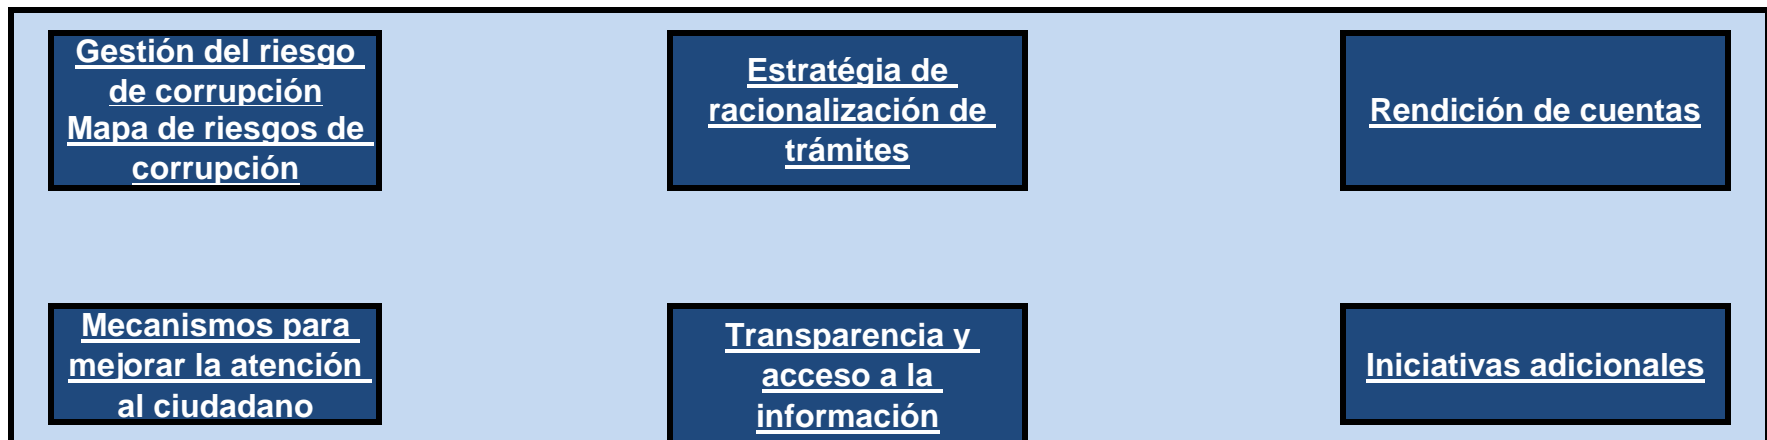 Gestión del riesgo
de corrupción
Mapa de riesgos de
corrupción
Estratégia de
racionalización de
trámites
Rendición de cuentas
Mecanismos para
mejorar la atención
al ciudadano
Transparencia y
acceso a la
información
Iniciativas adicionales